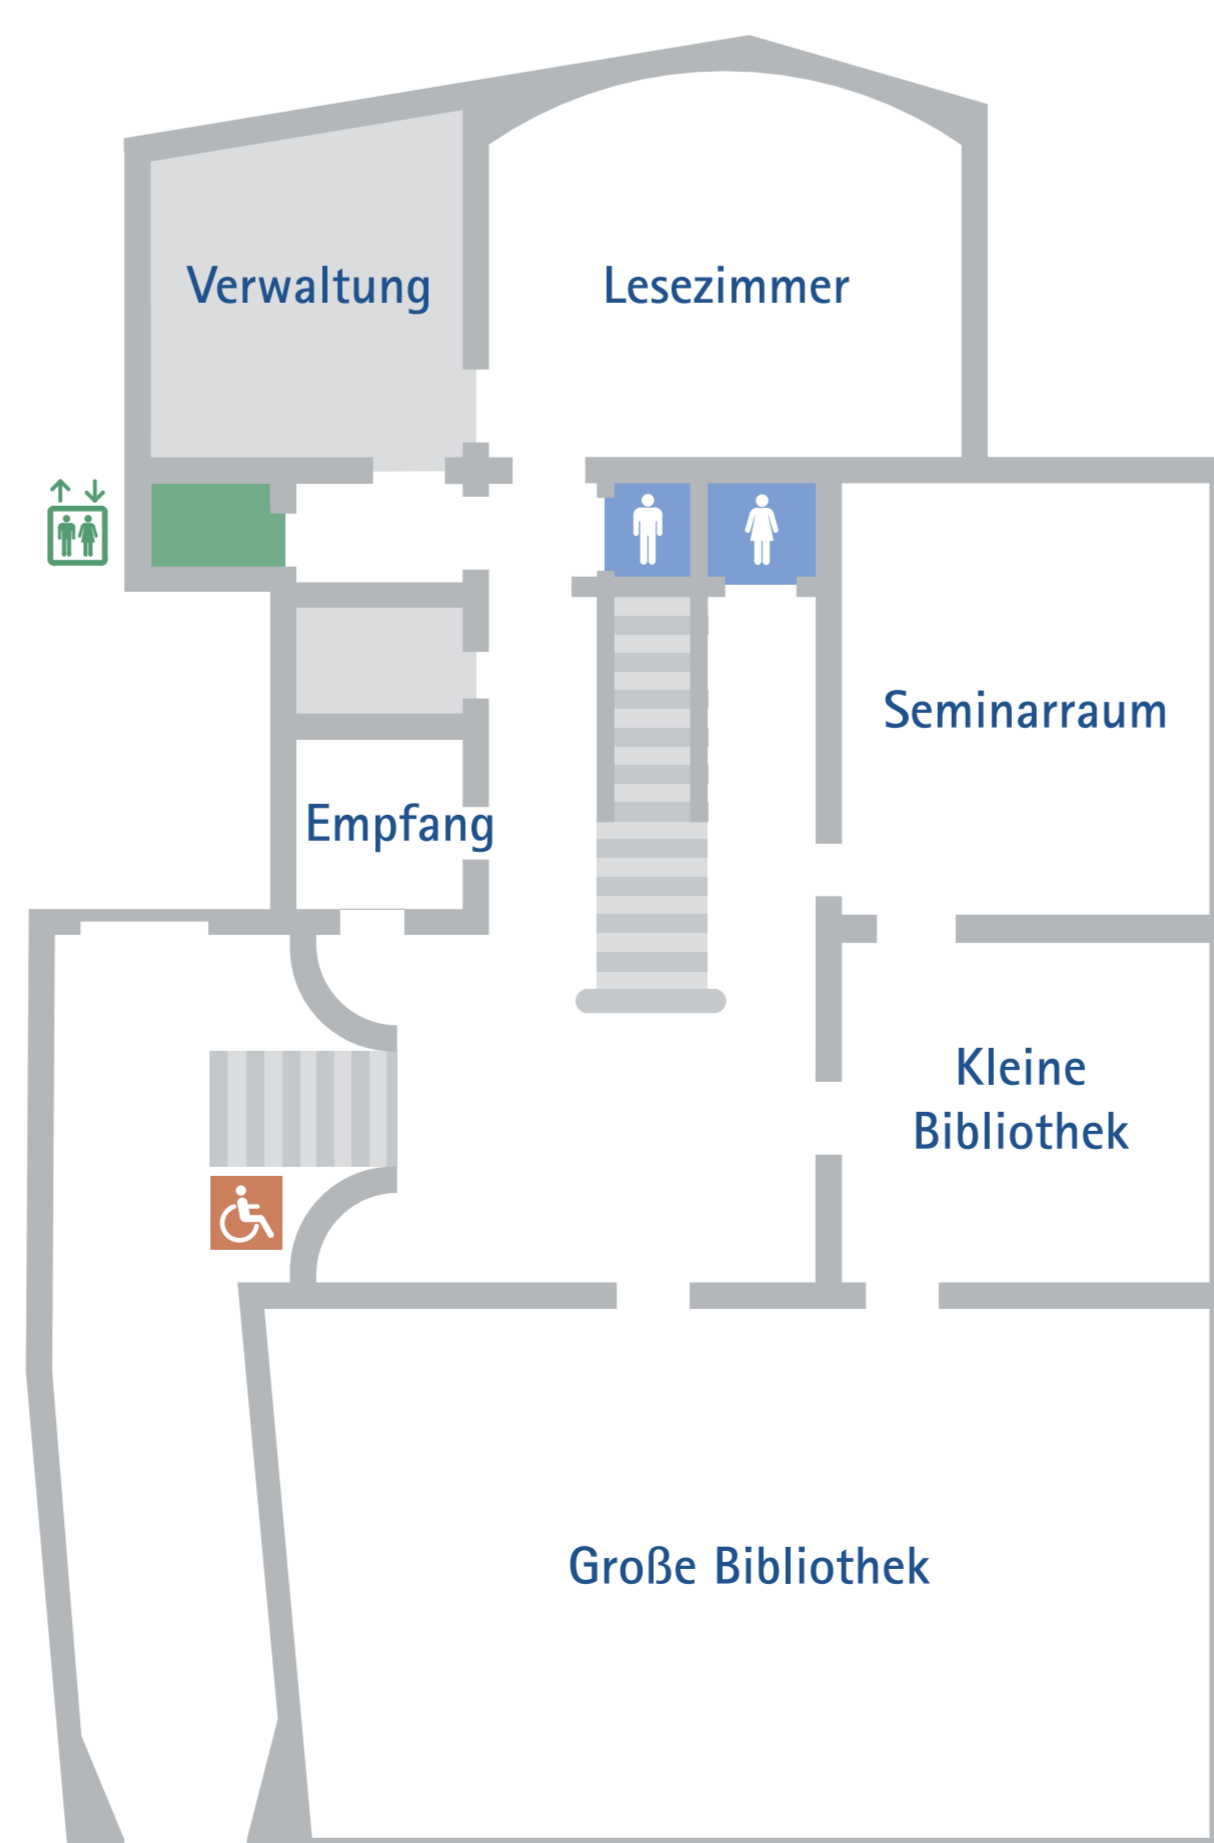 Verwaltung
Lesezimmer
Seminarraum
Empfang
Kleine
Bibliothek
Große Bibliothek